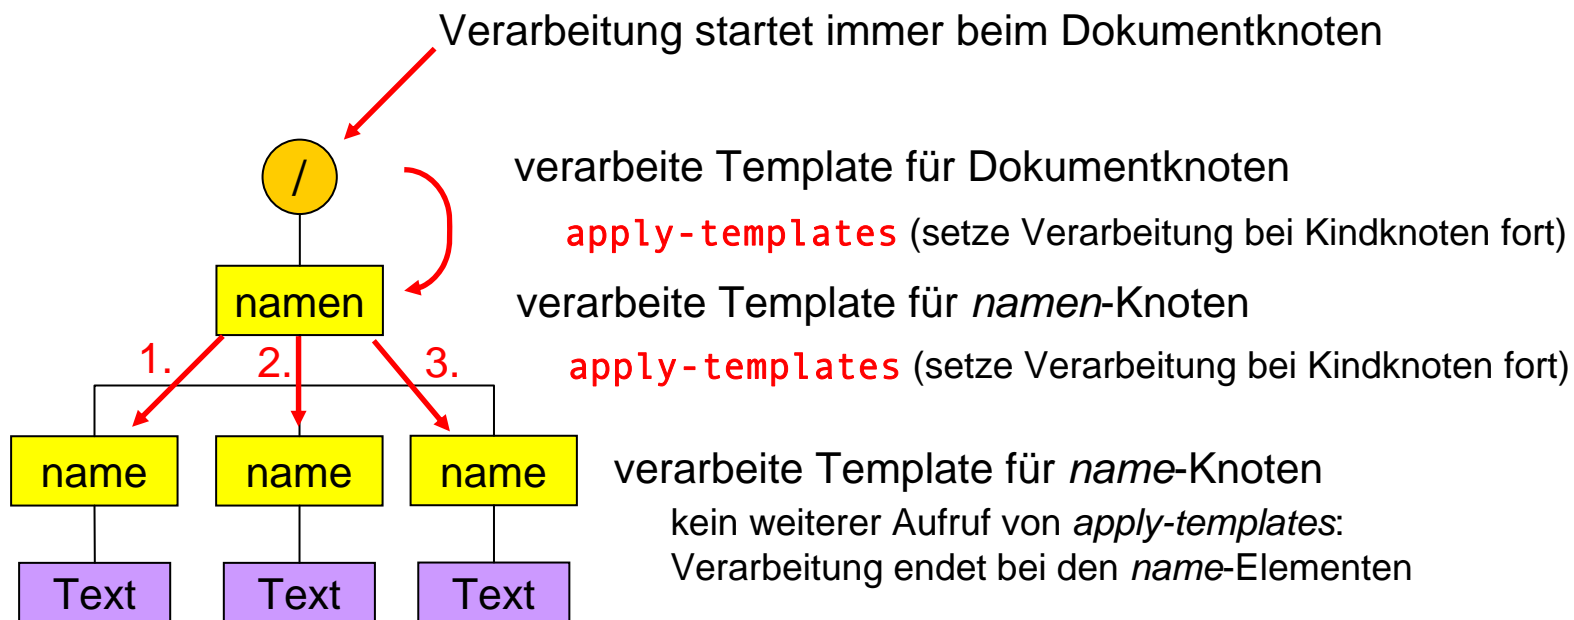 Verarbeitung startet immer beim Dokumentknoten
/
verarbeite Template für Dokumentknoten
apply-templates (setze Verarbeitung bei Kindknoten fort)
namen
verarbeite Template für namen-Knoten
1.
2.
3.
apply-templates (setze Verarbeitung bei Kindknoten fort)
name
name
name
verarbeite Template für name-Knoten
kein weiterer Aufruf von apply-templates:
Verarbeitung endet bei den name-Elementen
Text
Text
Text